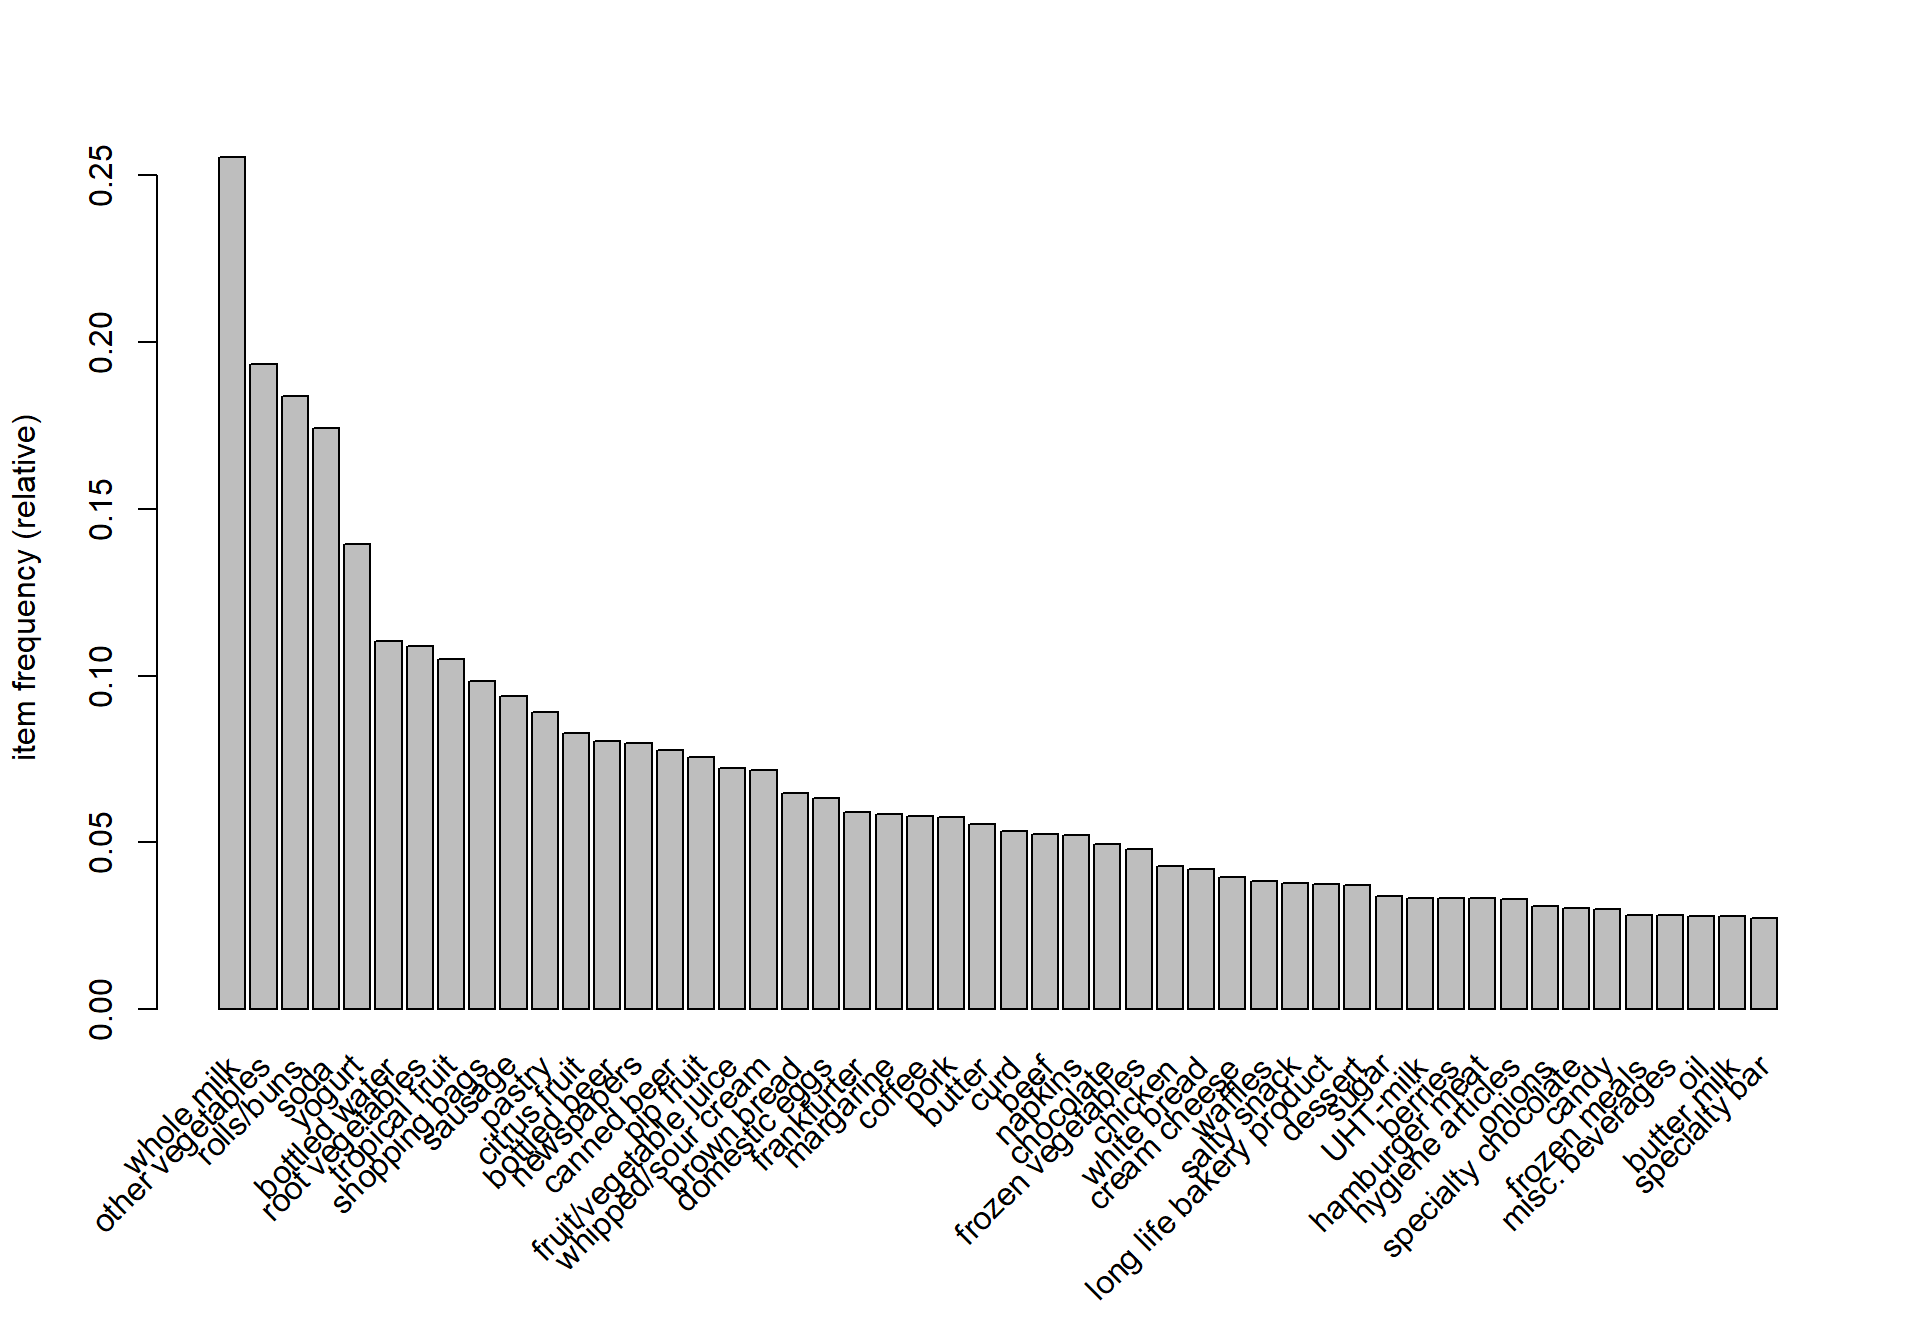 item frequency (relative)
0.25
0.20
0.15
0.10
0.05
0.00
whole milk
other vegetables
rolls/buns
soda
yogurt
bottled water
root vegetables
tropical fruit
shopping bags
sausage
pastry
citrus fruit
bottled beer
newspapers
canned beer
pip fruit
fruit/vegetable juice
whipped/sour cream
brown bread
domestic eggs
frankfurter
margarine
coffee
pork
butter
curd
beef
napkins
chocolate
frozen vegetables
chicken
white bread
cream cheese
waffles
salty snack
long life bakery product
dessert
sugar
UHT-milk
berries
hamburger meat
hygiene articles
onions
specialty chocolate
candy
frozen meals
misc. beverages
oil
butter milk
specialty bar